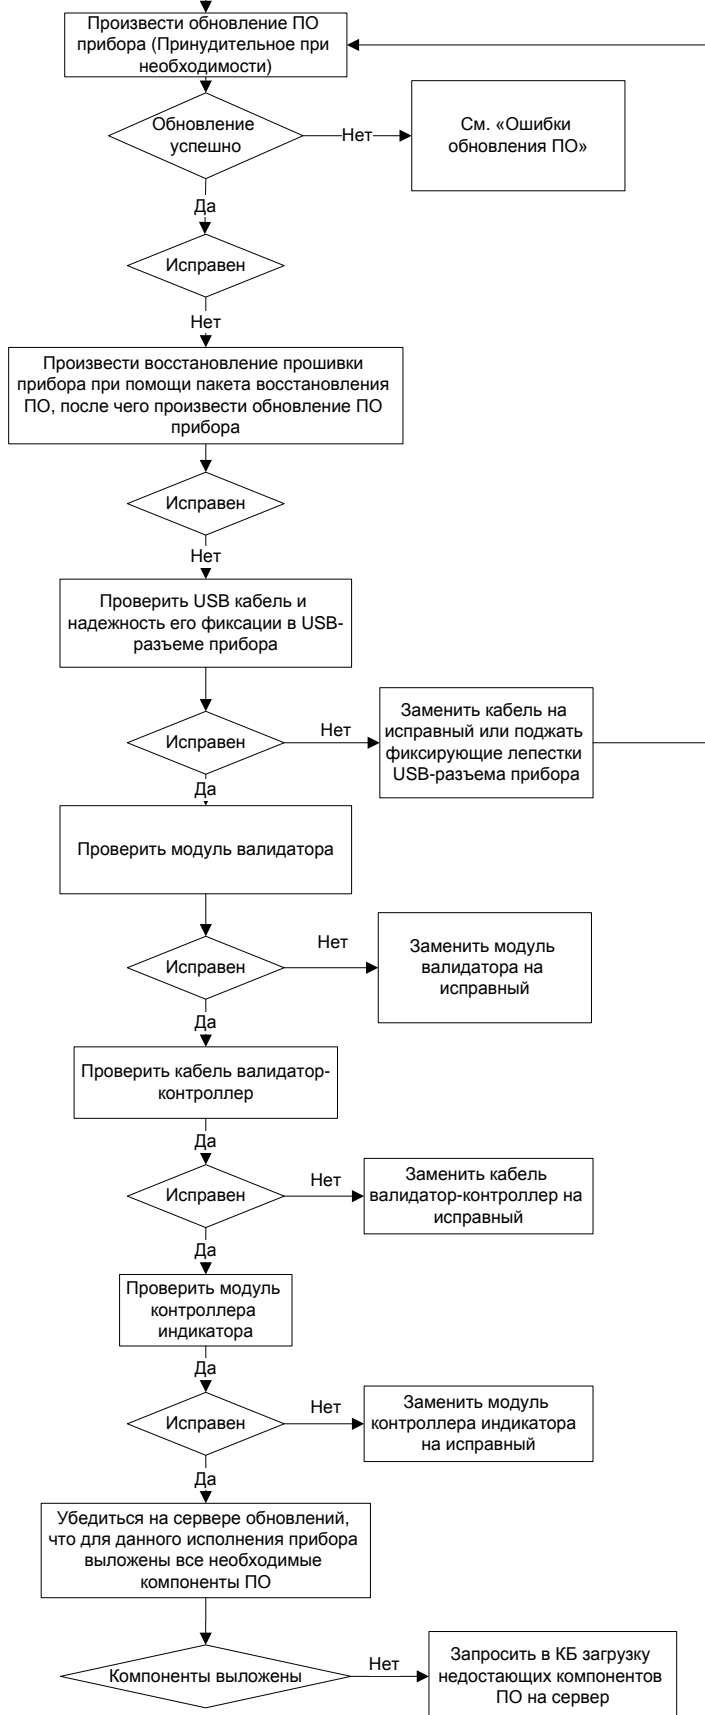 Произвести обновление ПО
прибора (Принудительное при
необходимости)
Обновление
успешно
Нет
См. «Ошибки
обновления ПО»
Да
Исправен
Нет
Произвести восстановление прошивки
прибора при помощи пакета восстановления
ПО, после чего произвести обновление ПО
прибора
Исправен
Нет
Проверить USB кабель и
надежность его фиксации в USB-
разъеме прибора
Исправен
Нет
Заменить кабель на
исправный или поджать
фиксирующие лепестки
USB-разъема прибора
Да
Проверить модуль валидатора
Исправен
Нет
Заменить модуль
валидатора на
исправный
Да
Проверить кабель валидатор-
контроллер
Да
Исправен
Нет
Заменить кабель
валидатор-контроллер на
исправный
Да
Проверить модуль
контроллера
индикатора
Да
Исправен
Нет
Заменить модуль
контроллера индикатора
на исправный
Да
Убедиться на сервере обновлений,
что для данного исполнения прибора
выложены все необходимые
компоненты ПО
Компоненты выложены
Нет
Запросить в КБ загрузку
недостающих компонентов
ПО на сервер